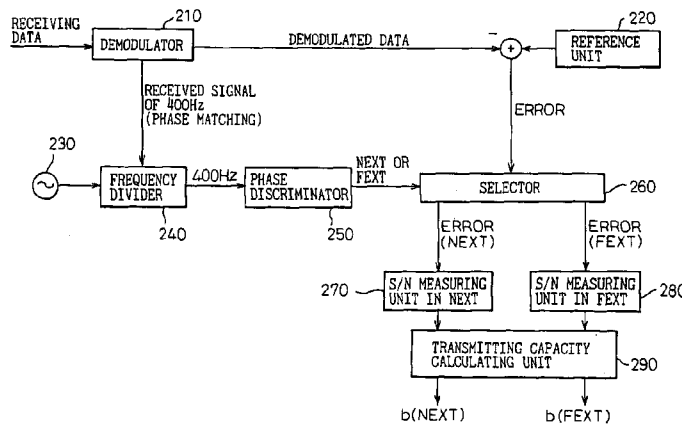 RECEIVING
DATA
210
DEMODULATOR
DEMODULATED DATA
−
+
220
REFERENCE
UNIT
RECEIVED SIGNAL
OF 400Hz
(PHASE MATCHING)
ERROR
230
FREQUENCY
DIVIDER
240
400Hz
PHASE
DISCRIMINATOR
250
NEXT OR
FEXT
SELECTOR
260
ERROR
(NEXT)
ERROR
(FEXT)
270
S/N MEASURING
UNIT IN NEXT
S/N MEASURING
UNIT IN FEXT
280
TRANSMITTING CAPACITY
CALCULATING UNIT
290
b(NEXT)
b(FEXT)